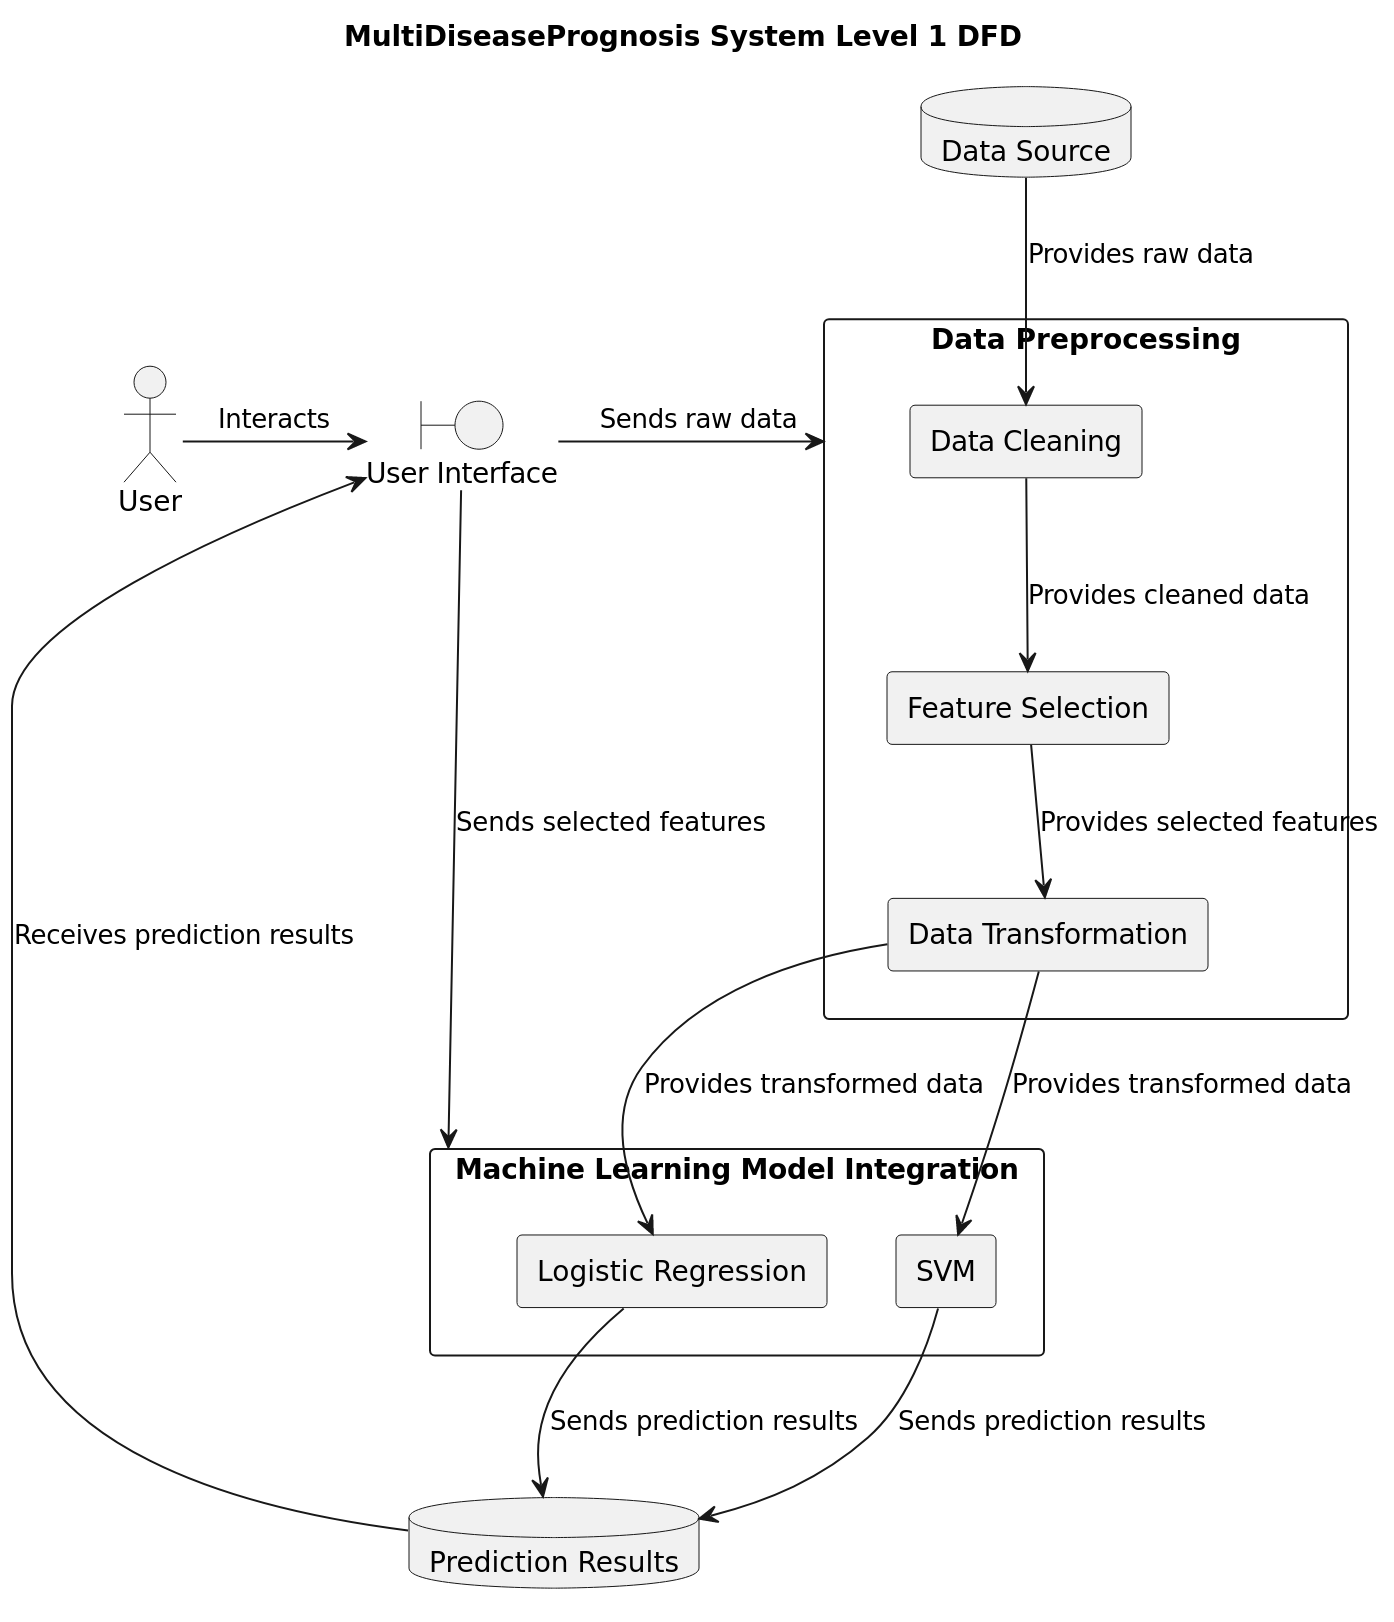 MultiDiseasePrognosis System Level 1 DFD
Data Source
Provides raw data
Data Preprocessing
Interacts
Sends raw data
Data Cleaning
User Interface
User
Provides cleaned data
Feature Selection
Sends selected features
Provides selected features
Receives prediction results
Data Transformation
Provides transformed data
Provides transformed data
Machine Learning Model Integration
Logistic Regression
SVM
Sends prediction results
Sends prediction results
Prediction Results